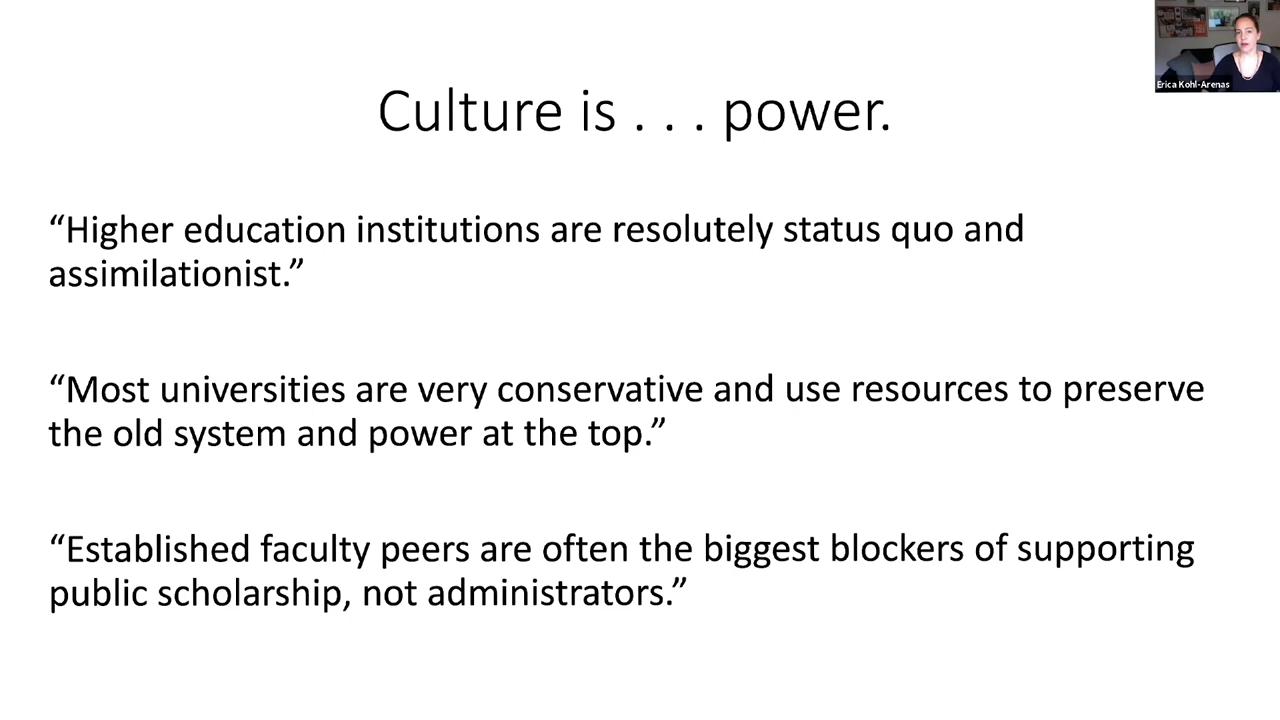 Erica Kohl-Arenas
Culture is . . . power.
“Higher education institutions are resolutely status quo and
assimilationist.”
“Most universities are very conservative and use resources to preserve
the old system and power at the top.”
“Established faculty peers are often the biggest blockers of supporting
public scholarship, not administrators.”